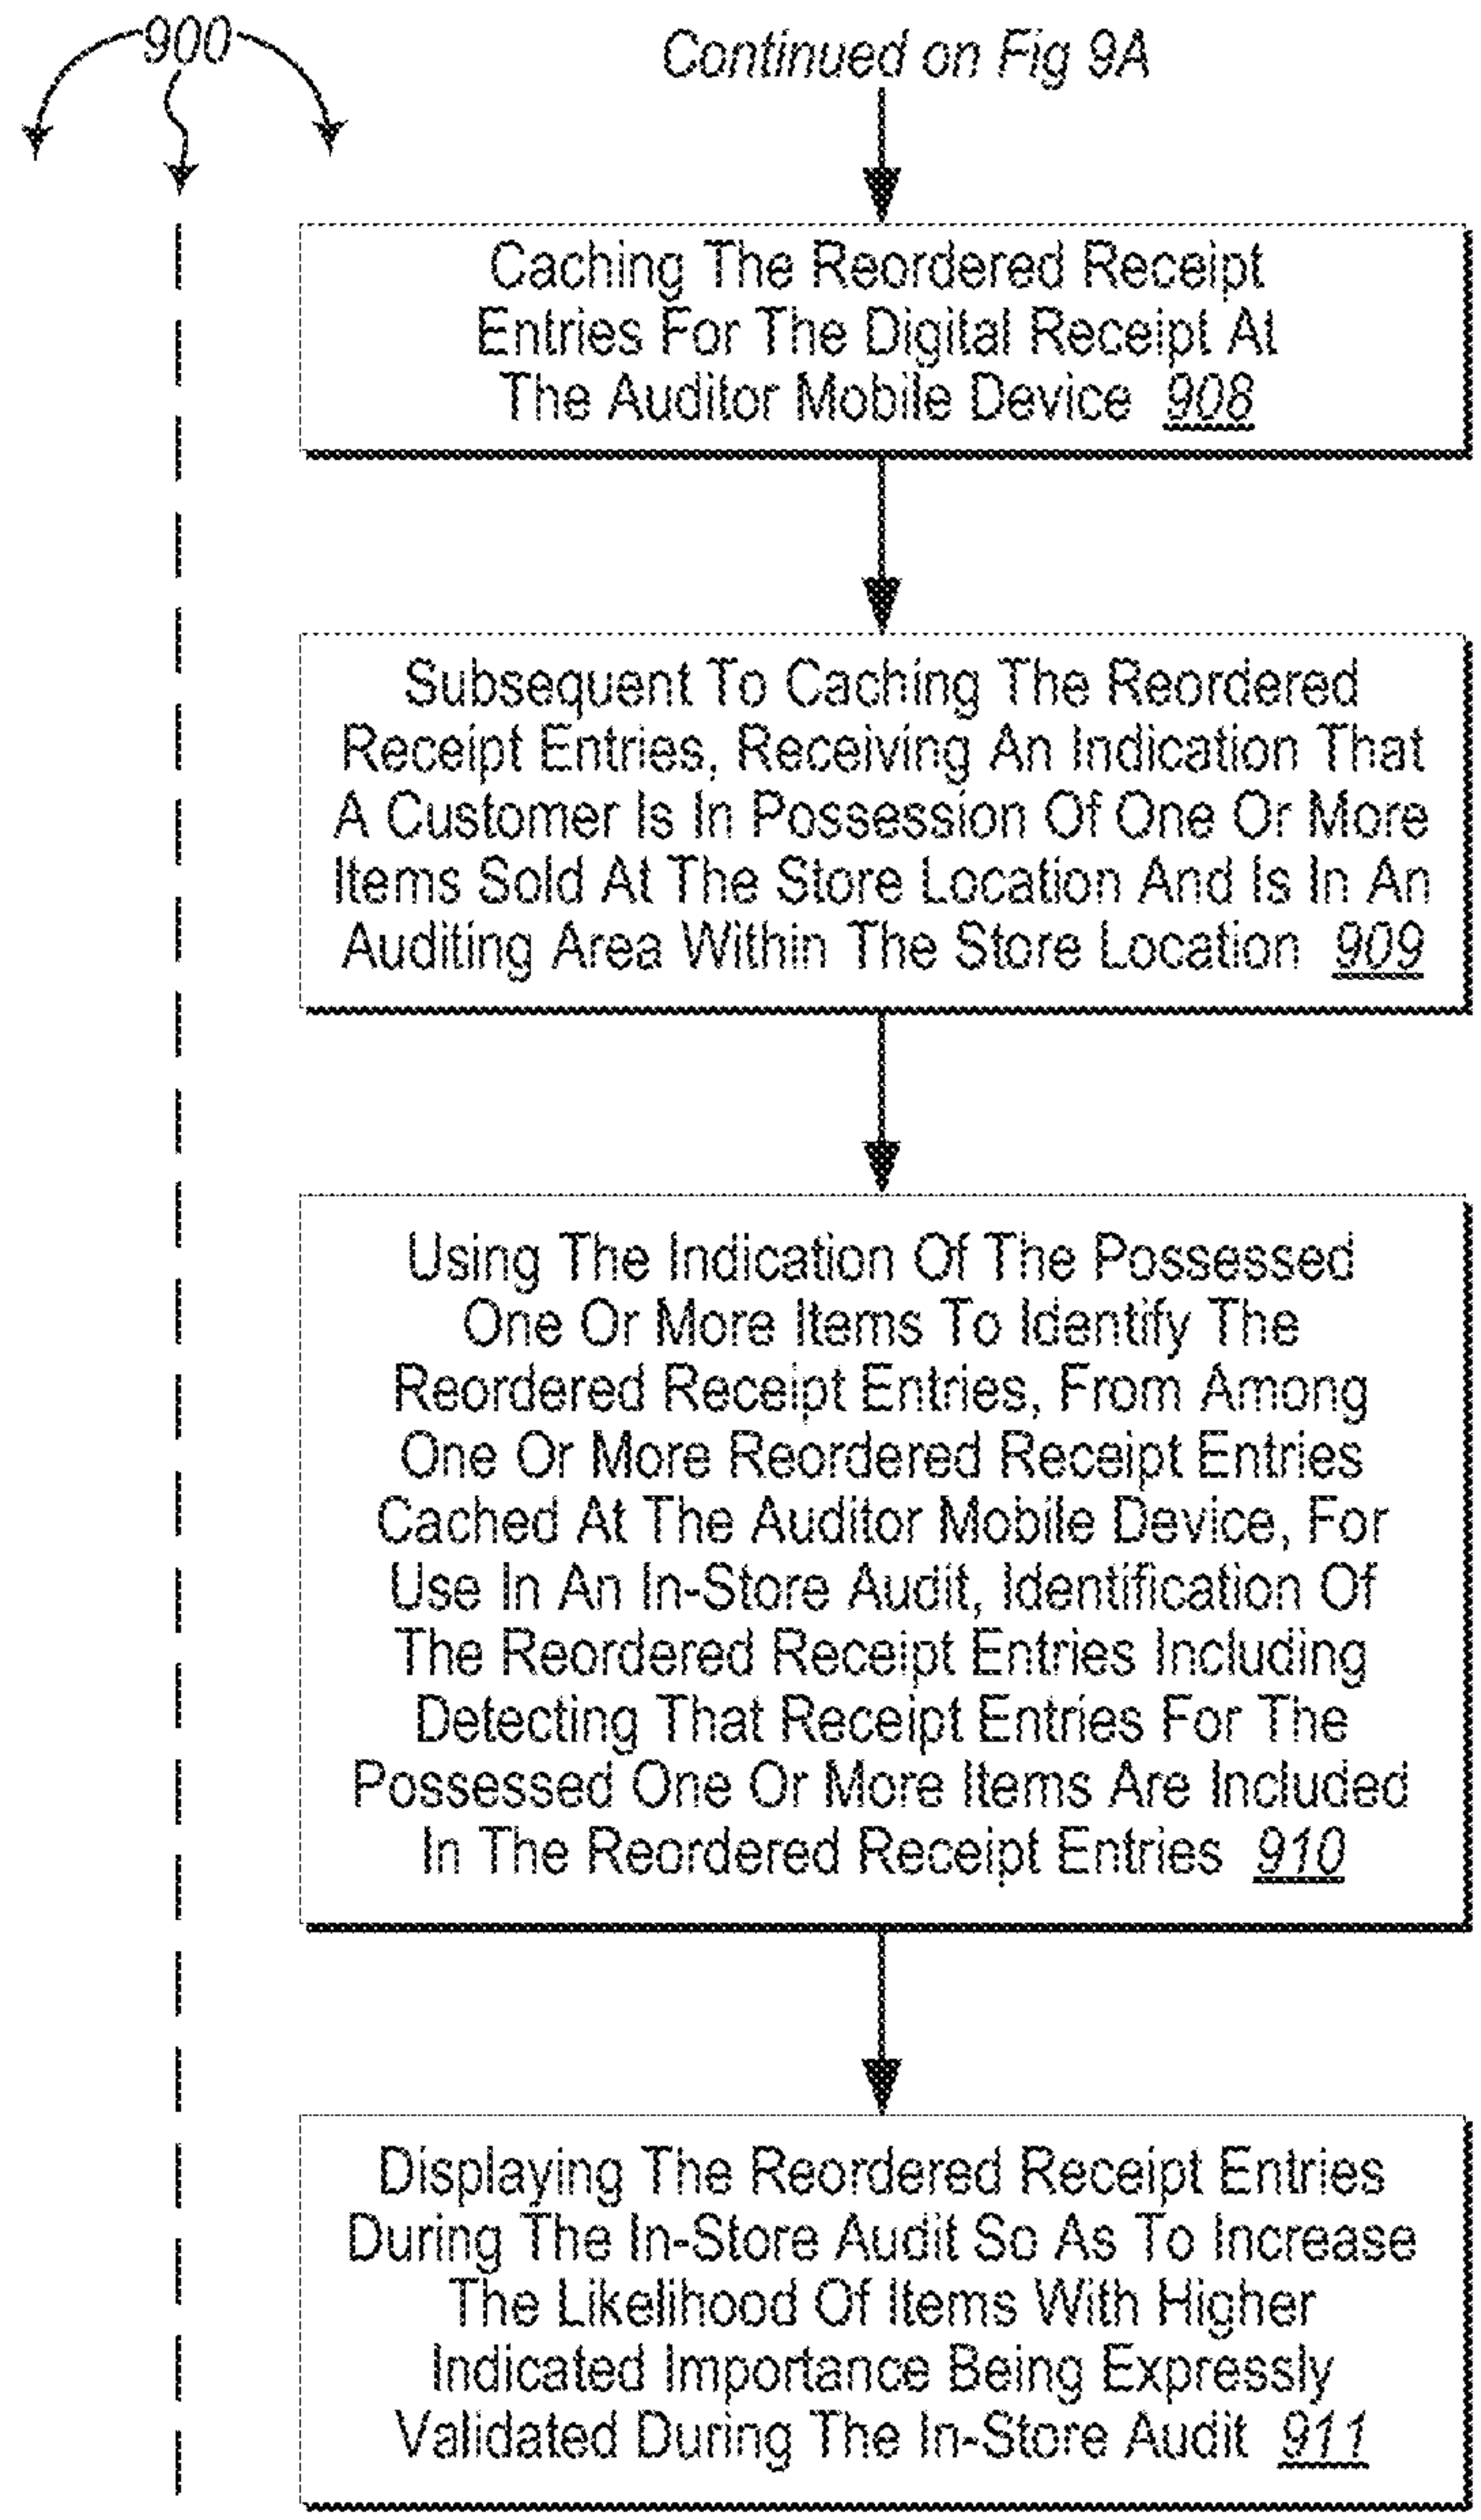 900
Continued on Fig 9A
Caching The Reordered Receipt
Entries For The Digital Receipt At
The Auditor Mobile Device 908
Subsequent To Caching The Reordered
Receipt Entries, Receiving An Indication That
A Customer Is In Possession Of One Or More
Items Sold At The Store Location And Is In An
Auditing Area Within The Store Location 909
Using The Indication Of The Possessed
One Or More Items To Identify The
Reordered Receipt Entries, From Among
One Or More Reordered Receipt Entries
Cached At The Auditor Mobile Device, For
Use In An In-Store Audit, Identification Of
The Reordered Receipt Entries Including
Detecting That Receipt Entries For The
Possessed One Or More Items Are Included
In The Reordered Receipt Entries 910
Displaying The Reordered Receipt Entries
During The In-Store Audit So As To Increase
The Likelihood Of Items With Higher
Indicated Importance Being Expressly
Validated During The In-Store Audit 911